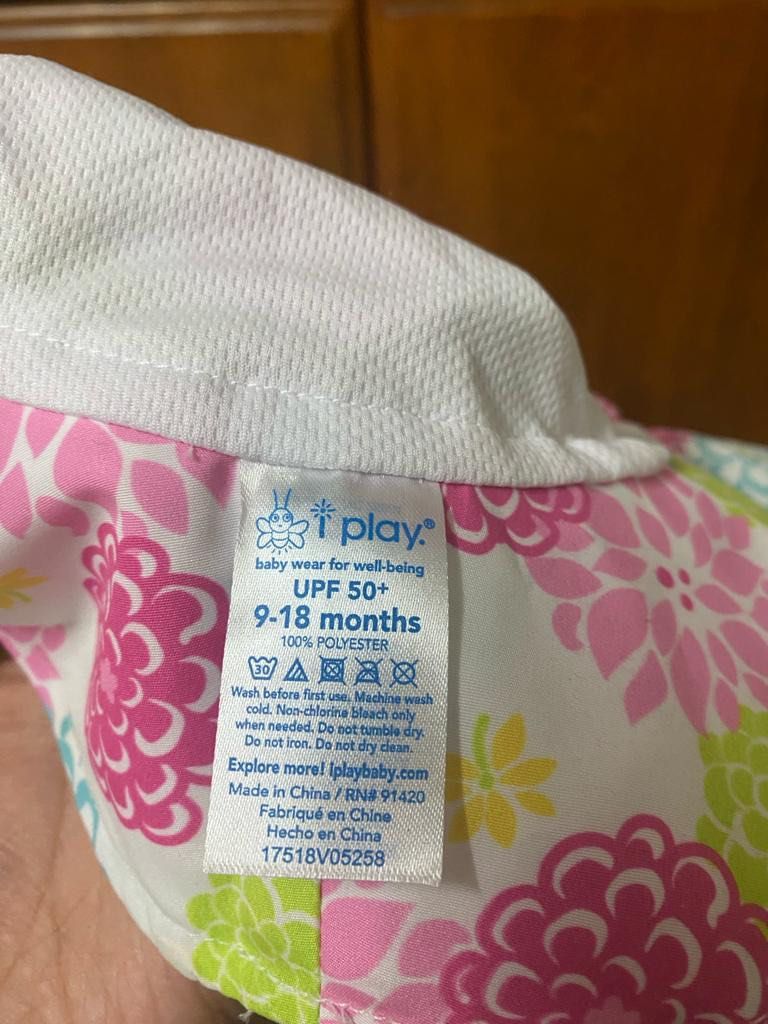 i play.®
baby wear for well-being
UPF 50+
9-18 months
100% POLYESTER
30
Wash before first use. Machine wash
cold. Non-chlorine bleach only
when needed. Do not tumble dry.
Do not iron. Do not dry clean.
Explore more! iplaybaby.com
Made in China / RN# 91420
Fabriqué en Chine
Hecho en China
17518V05258